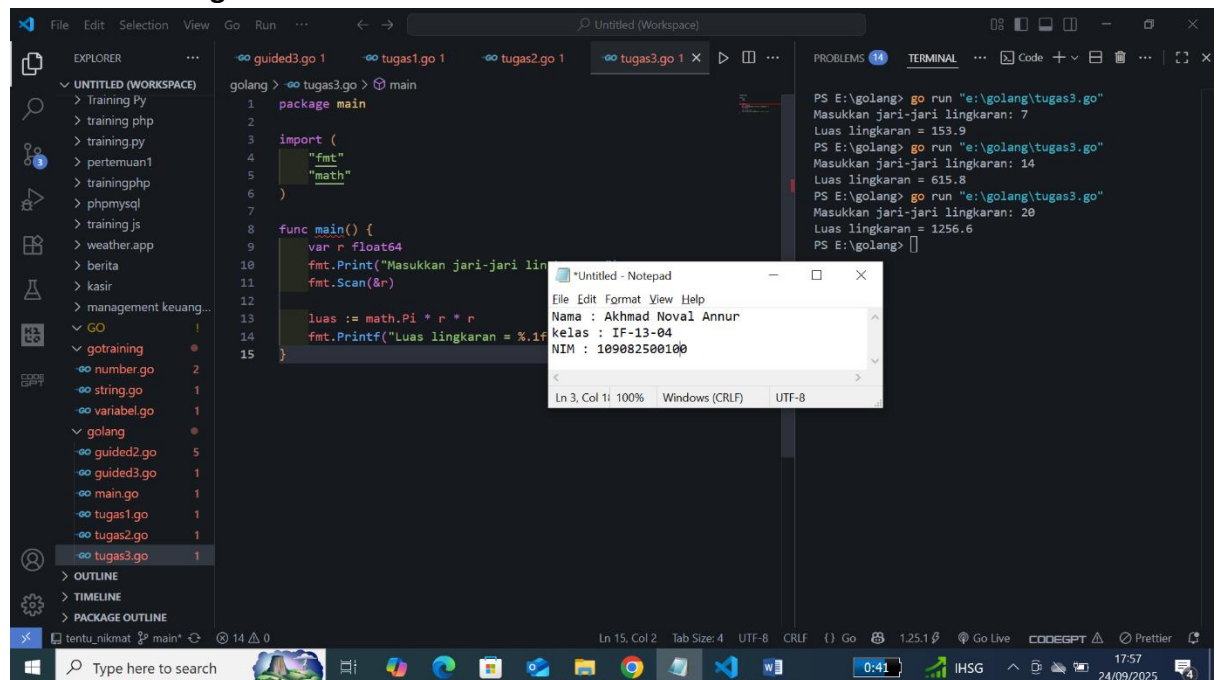 File Edit Selection View Go Run ··· Untitled (Workspace)
EXPLORER ···
UNTITLED (WORKSPACE)
Training Py
training php
training.py
pertemuan1
trainingphp
phpmysql
training js
weather.app
berita
kasir
management keuang...
GO !
gotraining
number.go 2
string.go 1
variabel.go 1
golang
guided2.go 5
guided3.go 1
main.go 1
tugas1.go 1
tugas2.go 1
tugas3.go 1
OUTLINE
TIMELINE
PACKAGE OUTLINE
guided3.go 1 tugas1.go 1 tugas2.go 1 tugas3.go 1
golang > tugas3.go > main
1 package main
2
3 import (
4 "fmt"
5 "math"
6 )
7
8 func main() {
9 var r float64
10 fmt.Print("Masukkan jari-jari lin
11 fmt.Scan(&r)
12
13 luas := math.Pi * r * r
14 fmt.Printf("Luas lingkaran = %.1f
15 }
*Untitled - Notepad
File Edit Format View Help
Nama : Akhmad Noval Annur
kelas : IF-13-04
NIM : 109082500100
Ln 3, Col 100% Windows (CRLF) UTF-8
PROBLEMS 14 TERMINAL ··· Code
PS E:\golang> go run "e:\golang\tugas3.go"
Masukkan jari-jari lingkaran: 7
Luas lingkaran = 153.9
PS E:\golang> go run "e:\golang\tugas3.go"
Masukkan jari-jari lingkaran: 14
Luas lingkaran = 615.8
PS E:\golang> go run "e:\golang\tugas3.go"
Masukkan jari-jari lingkaran: 20
Luas lingkaran = 1256.6
PS E:\golang>
tentu_nikmat main* 14 0 Ln 15, Col 2 Tab Size: 4 UTF-8 CRLF {} Go 1.25.1 Go Live CODEGPT Prettier
Type here to search 0:41 IHSG 17:57
24/09/2025